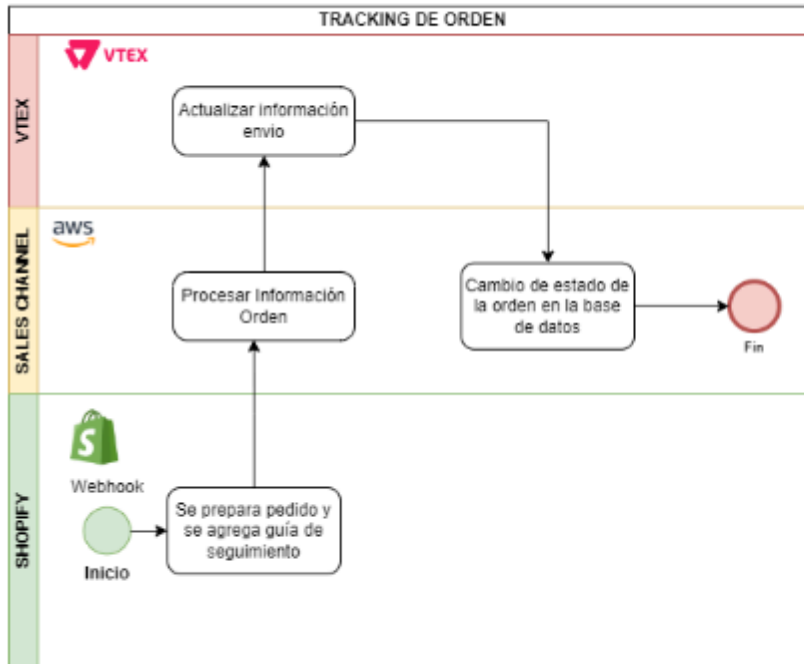 TRACKING DE ORDEN
VTEX
VTEX
Actualizar información
envio
SALES CHANNEL
aws
Procesar Información
Orden
Cambio de estado de
la orden en la base
de datos
Fin
SHOPIFY
Webhook
Inicio
Se prepara pedido y
se agrega guía de
seguimiento